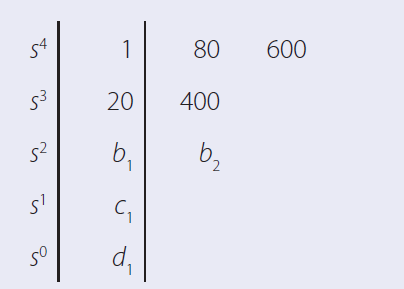 s⁴ 1 80 600
s³ 20 400
s² b₁ b₂
s¹ c₁
s⁰ d₁